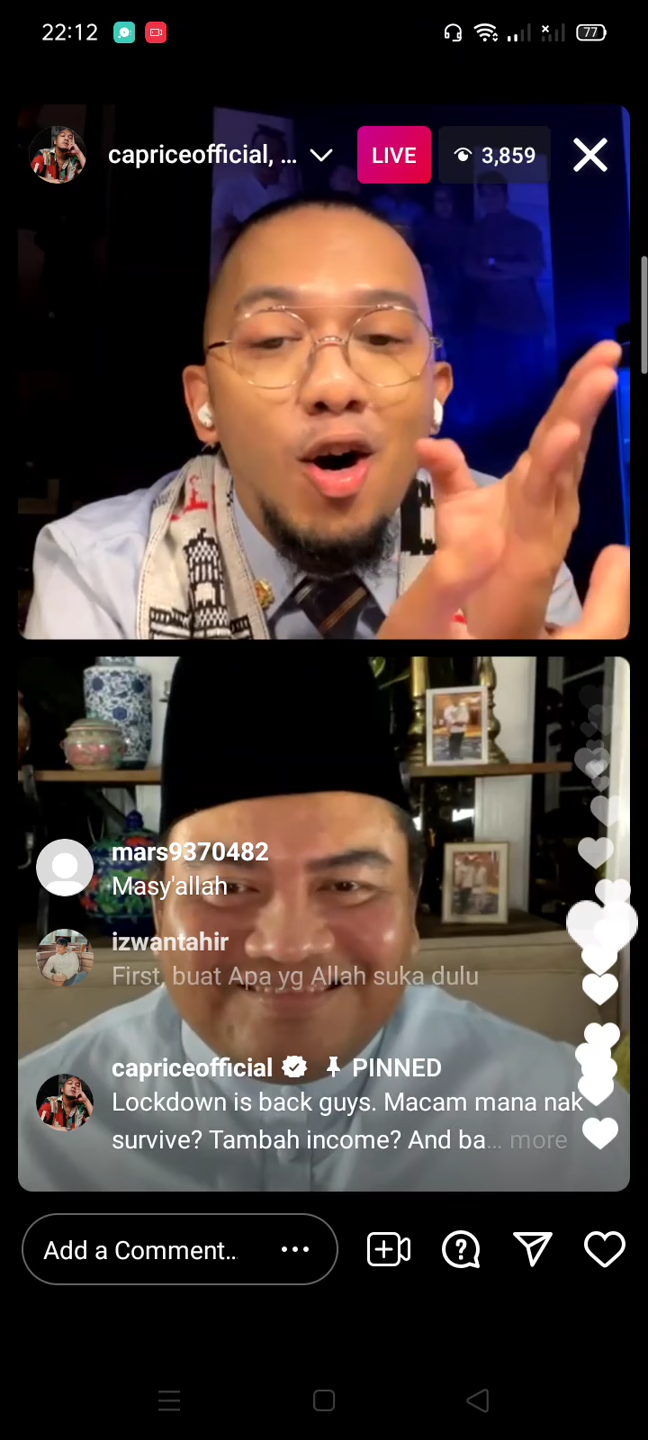 22:12
77
capriceofficial, ...
LIVE
3,859
mars9370482
Masy'allah
izwantahir
First, buat Apa yg Allah suka dulu
capriceofficial PINNED
Lockdown is back guys. Macam mana nak
survive? Tambah income? And ba... more
Add a Comment..